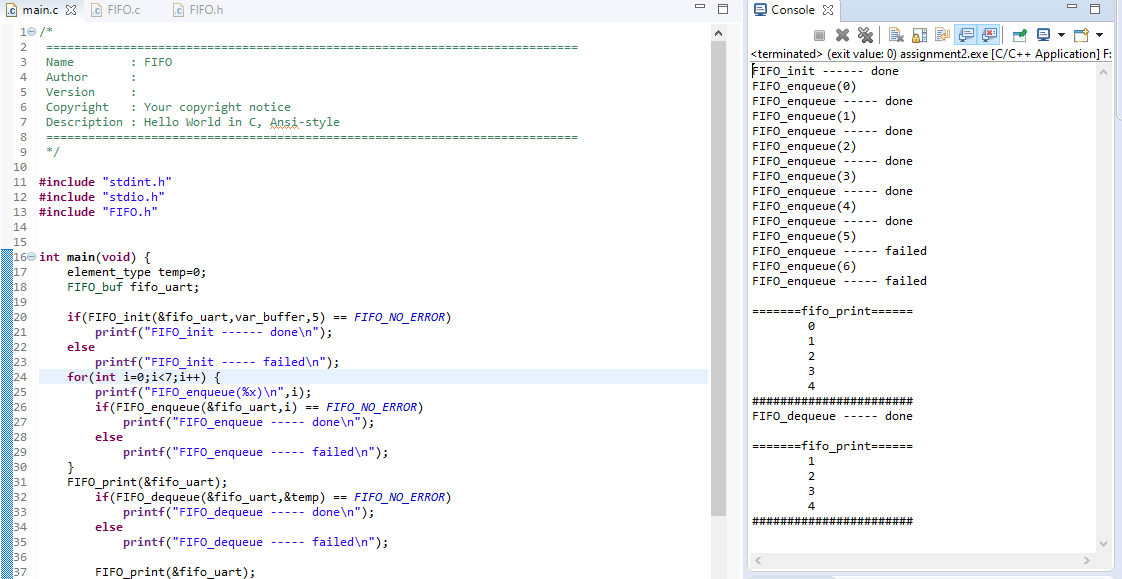 main.c FIFO.c FIFO.h
1 /*
2  ============================================================================
3  Name        : FIFO
4  Author      :
5  Version     :
6  Copyright   : Your copyright notice
7  Description : Hello World in C, Ansi-style
8  ============================================================================
9  */
10
11 #include "stdint.h"
12 #include "stdio.h"
13 #include "FIFO.h"
14
15
16 int main(void) {
17     element_type temp=0;
18     FIFO_buf fifo_uart;
19
20     if(FIFO_init(&fifo_uart,var_buffer,5) == FIFO_NO_ERROR)
21         printf("FIFO_init ------ done\n");
22     else
23         printf("FIFO_init ----- failed\n");
24     for(int i=0;i<7;i++) {
25         printf("FIFO_enqueue(%x)\n",i);
26         if(FIFO_enqueue(&fifo_uart,i) == FIFO_NO_ERROR)
27             printf("FIFO_enqueue ----- done\n");
28         else
29             printf("FIFO_enqueue ----- failed\n");
30     }
31     FIFO_print(&fifo_uart);
32         if(FIFO_dequeue(&fifo_uart,&temp) == FIFO_NO_ERROR)
33             printf("FIFO_dequeue ----- done\n");
34         else
35             printf("FIFO_dequeue ----- failed\n");
36
37         FIFO_print(&fifo_uart);
Console
<terminated> (exit value: 0) assignment2.exe [C/C++ Application] F:
FIFO_init ------ done
FIFO_enqueue(0)
FIFO_enqueue ----- done
FIFO_enqueue(1)
FIFO_enqueue ----- done
FIFO_enqueue(2)
FIFO_enqueue ----- done
FIFO_enqueue(3)
FIFO_enqueue ----- done
FIFO_enqueue(4)
FIFO_enqueue ----- done
FIFO_enqueue(5)
FIFO_enqueue ----- failed
FIFO_enqueue(6)
FIFO_enqueue ----- failed

=======fifo_print======
        0
        1
        2
        3
        4
#######################
FIFO_dequeue ----- done

=======fifo_print======
        1
        2
        3
        4
#######################